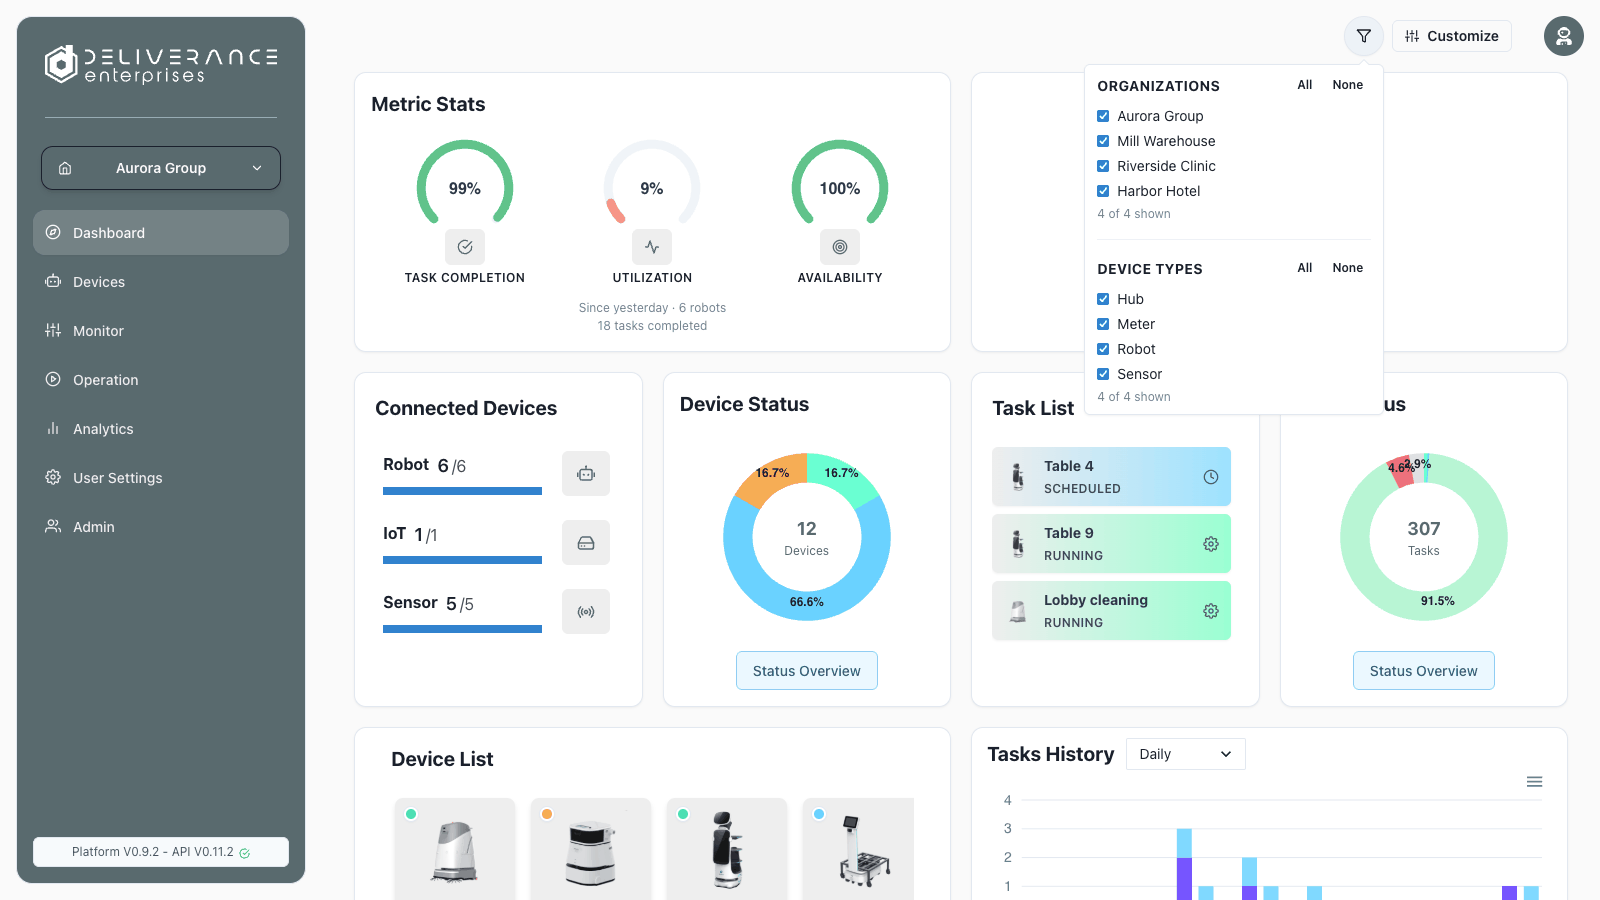 DELIVERANCE
enterprises
Aurora Group
Dashboard
Devices
Monitor
Operation
Analytics
User Settings
Admin
Platform V0.9.2 - API V0.11.2
Customize
ORGANIZATIONS All None
Aurora Group
Mill Warehouse
Riverside Clinic
Harbor Hotel
4 of 4 shown
DEVICE TYPES All None
Hub
Meter
Robot
Sensor
4 of 4 shown
Metric Stats
99% 9% 100%
TASK COMPLETION UTILIZATION AVAILABILITY
Since yesterday · 6 robots
18 tasks completed
Connected Devices
Robot 6/6
IoT 1/1
Sensor 5/5
Device Status
16.7% 16.7%
12
Devices
66.6%
Status Overview
Task List
Table 4
SCHEDULED
Table 9
RUNNING
Lobby cleaning
RUNNING
us
4.6% 2.9%
307
Tasks
91.5%
Status Overview
Device List
Tasks History Daily
4
3
2
1